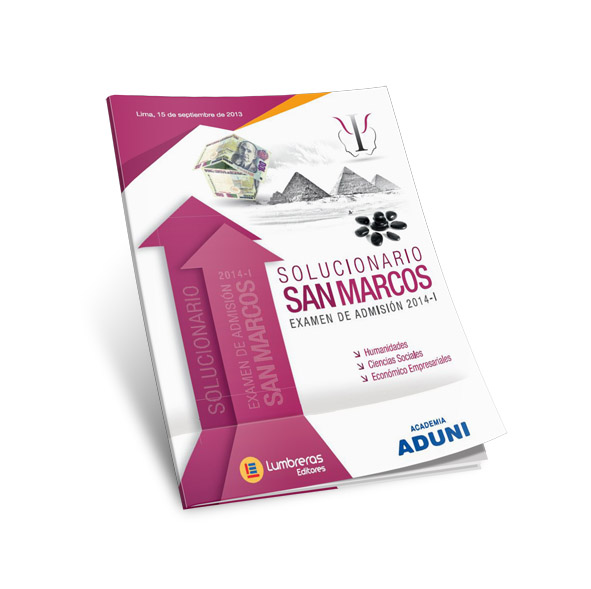 Lima, 15 de septiembre de 2013
SOLUCIONARIO
SAN MARCOS
EXAMEN DE ADMISIÓN 2014-I
Humanidades
Ciencias Sociales
Económico Empresariales
SOLUCIONARIO
EXAMEN DE ADMISIÓN 2014-I
SAN MARCOS
Lumbreras
Editores
ACADEMIA
ADUNI